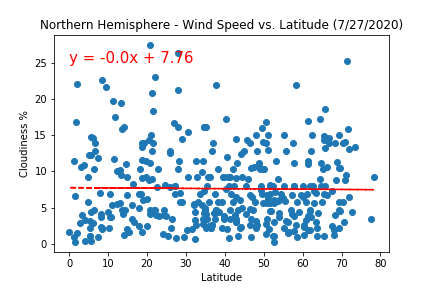 Northern Hemisphere - Wind Speed vs. Latitude (7/27/2020)
y = -0.0x + 7.76
25
20
15
10
5
0
Cloudiness %
0 10 20 30 40 50 60 70 80
Latitude